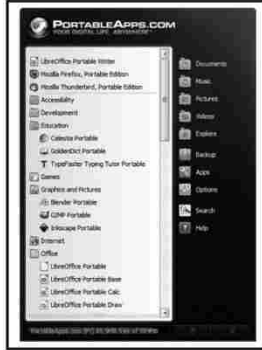 PORTABLEAPPS.COM
YOUR DIGITAL LIFE, ANYWHERE
LibreOffice Portable Writer
Mozilla Firefox, Portable Edition
Mozilla Thunderbird, Portable Edition
Accessibility
Development
Education
Celestia Portable
GoldenDict Portable
TypeFaster Typing Tutor Portable
Games
Graphics and Pictures
Blender Portable
GIMP Portable
Inkscape Portable
Internet
Office
LibreOffice Portable
LibreOffice Portable Base
LibreOffice Portable Calc
LibreOffice Portable Draw
Documents
Music
Pictures
Videos
Explore
Backup
Apps
Options
Search
Help